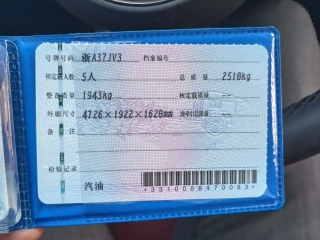 号牌号码 浙A37JV3 档案编号
核定载人数 5人 总质量 2510kg
整备质量 1943kg 核定载质量 --
外廓尺寸 4726×1922×1626mm 准牵引总质量 --
备注
检验记录
汽油
*3310056470083*